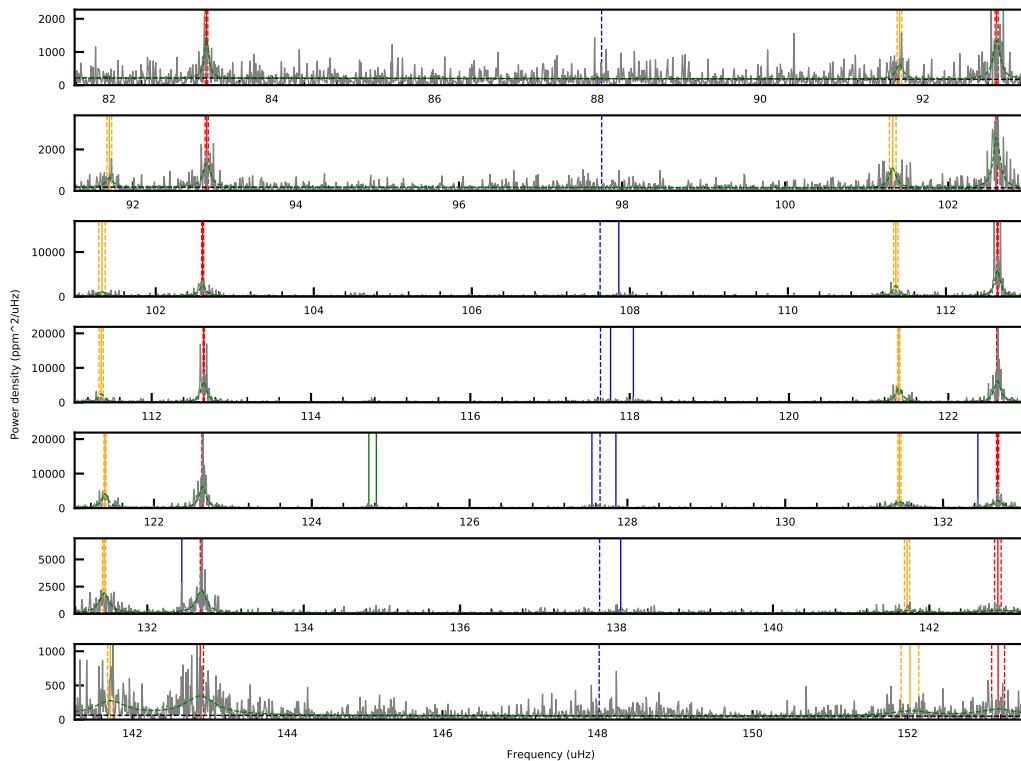 2000
1000
0
82 84 86 88 90 92
2000
0
92 94 96 98 100 102
10000
0
102 104 106 108 110 112
20000
10000
0
112 114 116 118 120 122
Power density (ppm^2/uHz)
20000
10000
0
122 124 126 128 130 132
5000
2500
0
132 134 136 138 140 142
1000
500
0
142 144 146 148 150 152
Frequency (uHz)